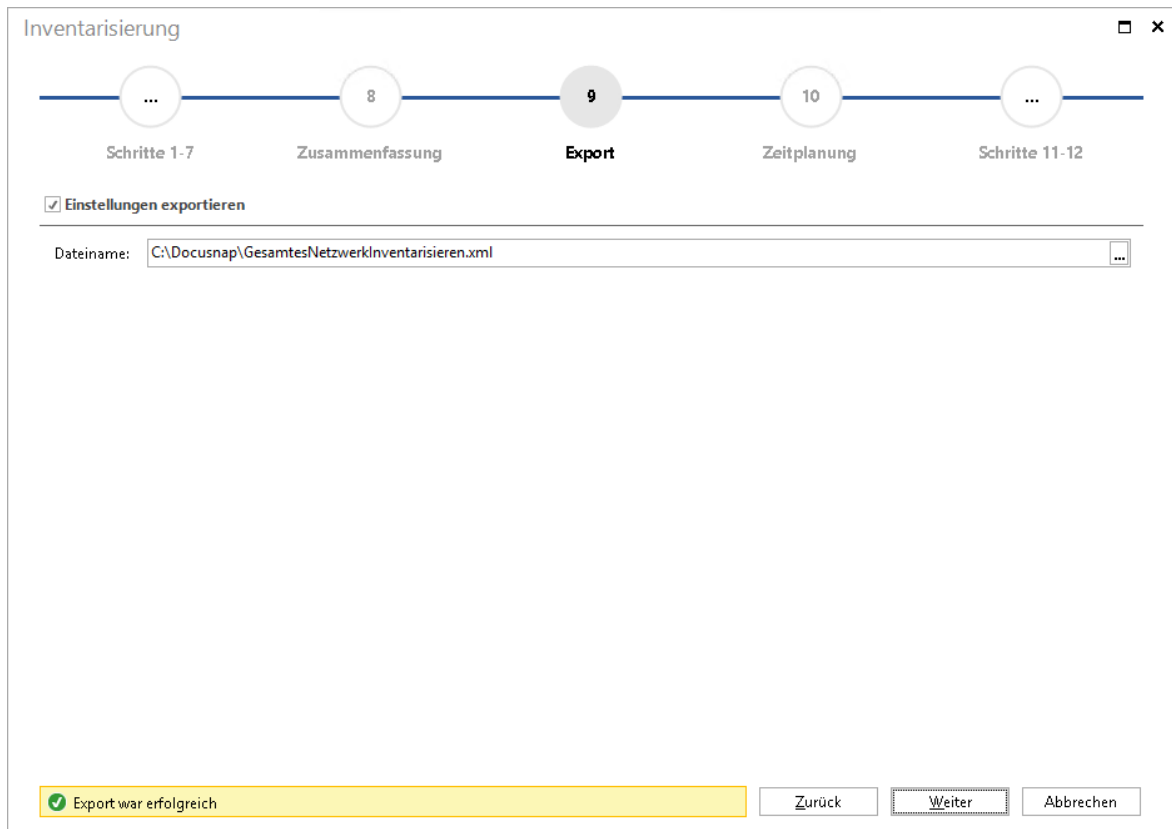 Inventarisierung
...
8
9
10
...
Schritte 1-7
Zusammenfassung
Export
Zeitplanung
Schritte 11-12
Einstellungen exportieren
Dateiname: C:\Docusnap\GesamtesNetzwerkInventarisieren.xml ...
Export war erfolgreich
Zurück
Weiter
Abbrechen